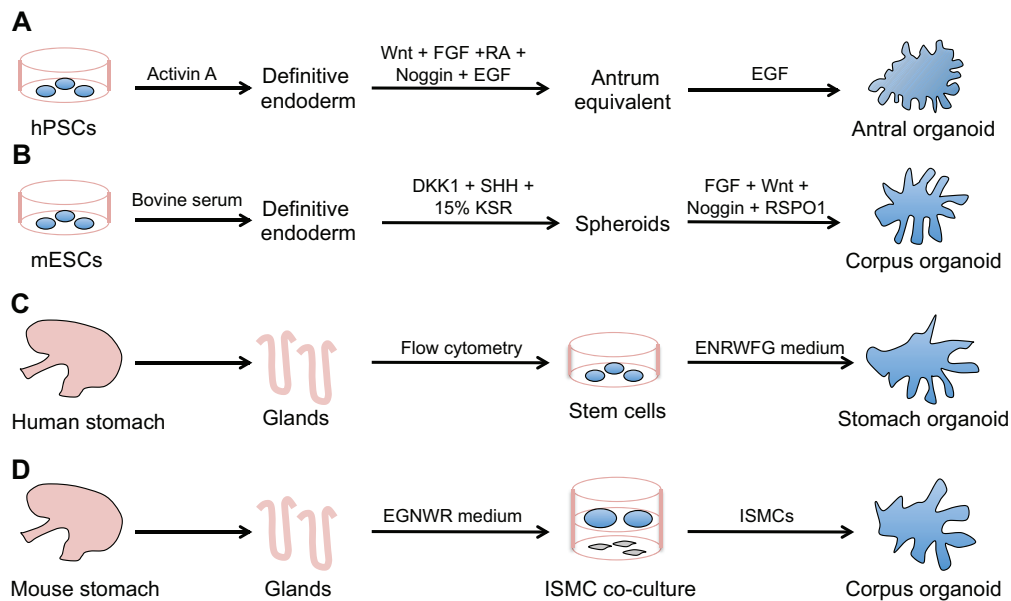 A
Activin A
Wnt + FGF +RA +
Noggin + EGF
EGF
Definitive
endoderm
Antrum
equivalent
hPSCs
Antral organoid
B
Bovine serum
DKK1 + SHH +
15% KSR
FGF + Wnt +
Noggin + RSPO1
Definitive
endoderm
Spheroids
mESCs
Corpus organoid
C
Flow cytometry
ENRWFG medium
Human stomach
Glands
Stem cells
Stomach organoid
D
EGNWR medium
ISMCs
Mouse stomach
Glands
ISMC co-culture
Corpus organoid